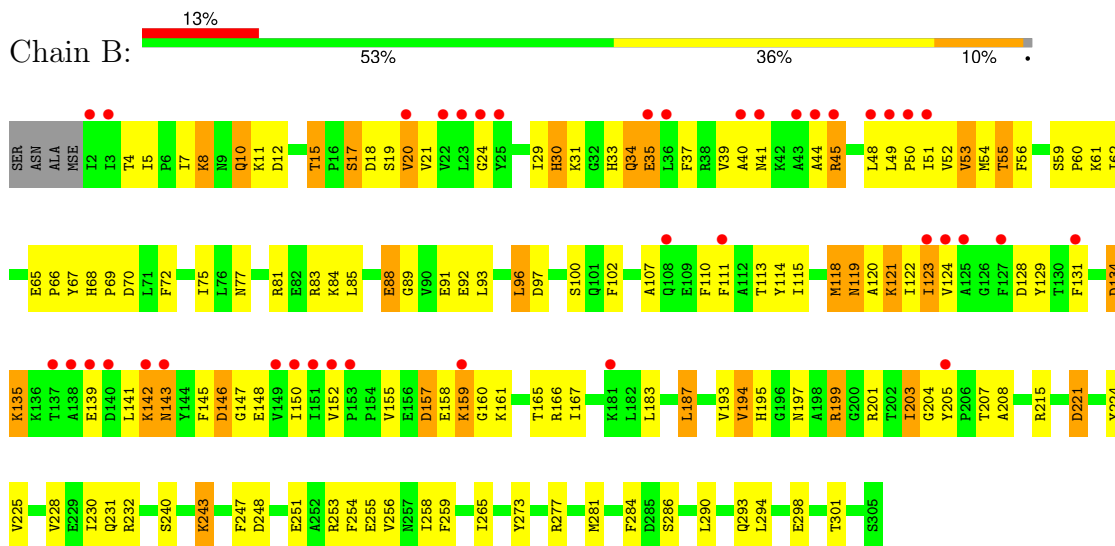 13%
Chain B:
53% 36% 10% •
SER ASN ALA MSE I2 I3 T4 I5 P6 I7 K8 N9 Q10 K11 D12 T15 P16 S17 D18 S19 V20 V21 V22 L23 G24 Y25 I29 H30 K31 G32 H33 Q34 E35 L36 F37 R38 V39 A40 N41 K42 A43 A44 R45 L48 L49 P50 I51 V52 V53 M54 T55 F56 S59 P60 K61
E65 P66 Y67 H68 P69 D70 L71 F72 I75 L76 N77 R81 E82 R83 K84 L85 E88 G89 V90 E91 E92 L93 L96 D97 S100 Q101 F102 A107 Q108 E109 F110 F111 A112 T113 Y114 I115 M118 N119 A120 K121 I122 I123 V124 A125 G126 F127 D128 Y129 T130 F131
K135 K136 T137 A138 E139 D140 L141 K142 N143 Y144 F145 D146 G147 E148 V149 I150 I151 V152 P153 P154 V155 E156 D157 E158 K159 G160 K161 T165 R166 I167 K181 L182 L183 L187 V193 V194 H195 G196 N197 A198 R199 G200 R201 T202 I203 G204 Y205 P206 T207 A208 R215 D221
V225 V228 E229 I230 Q231 R232 S240 K243 F247 D248 E251 A252 R253 F254 E255 V256 N257 I258 F259 I265 Y273 R277 M281 F284 D285 S286 L290 Q293 L294 E298 T301 S305